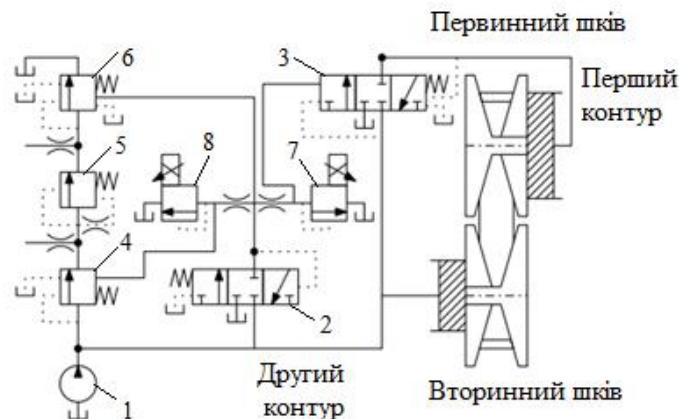 Первинний шків
6
3
Перший
контур
5
8
7
4
2
Другий
контур
Вторинний шків
1